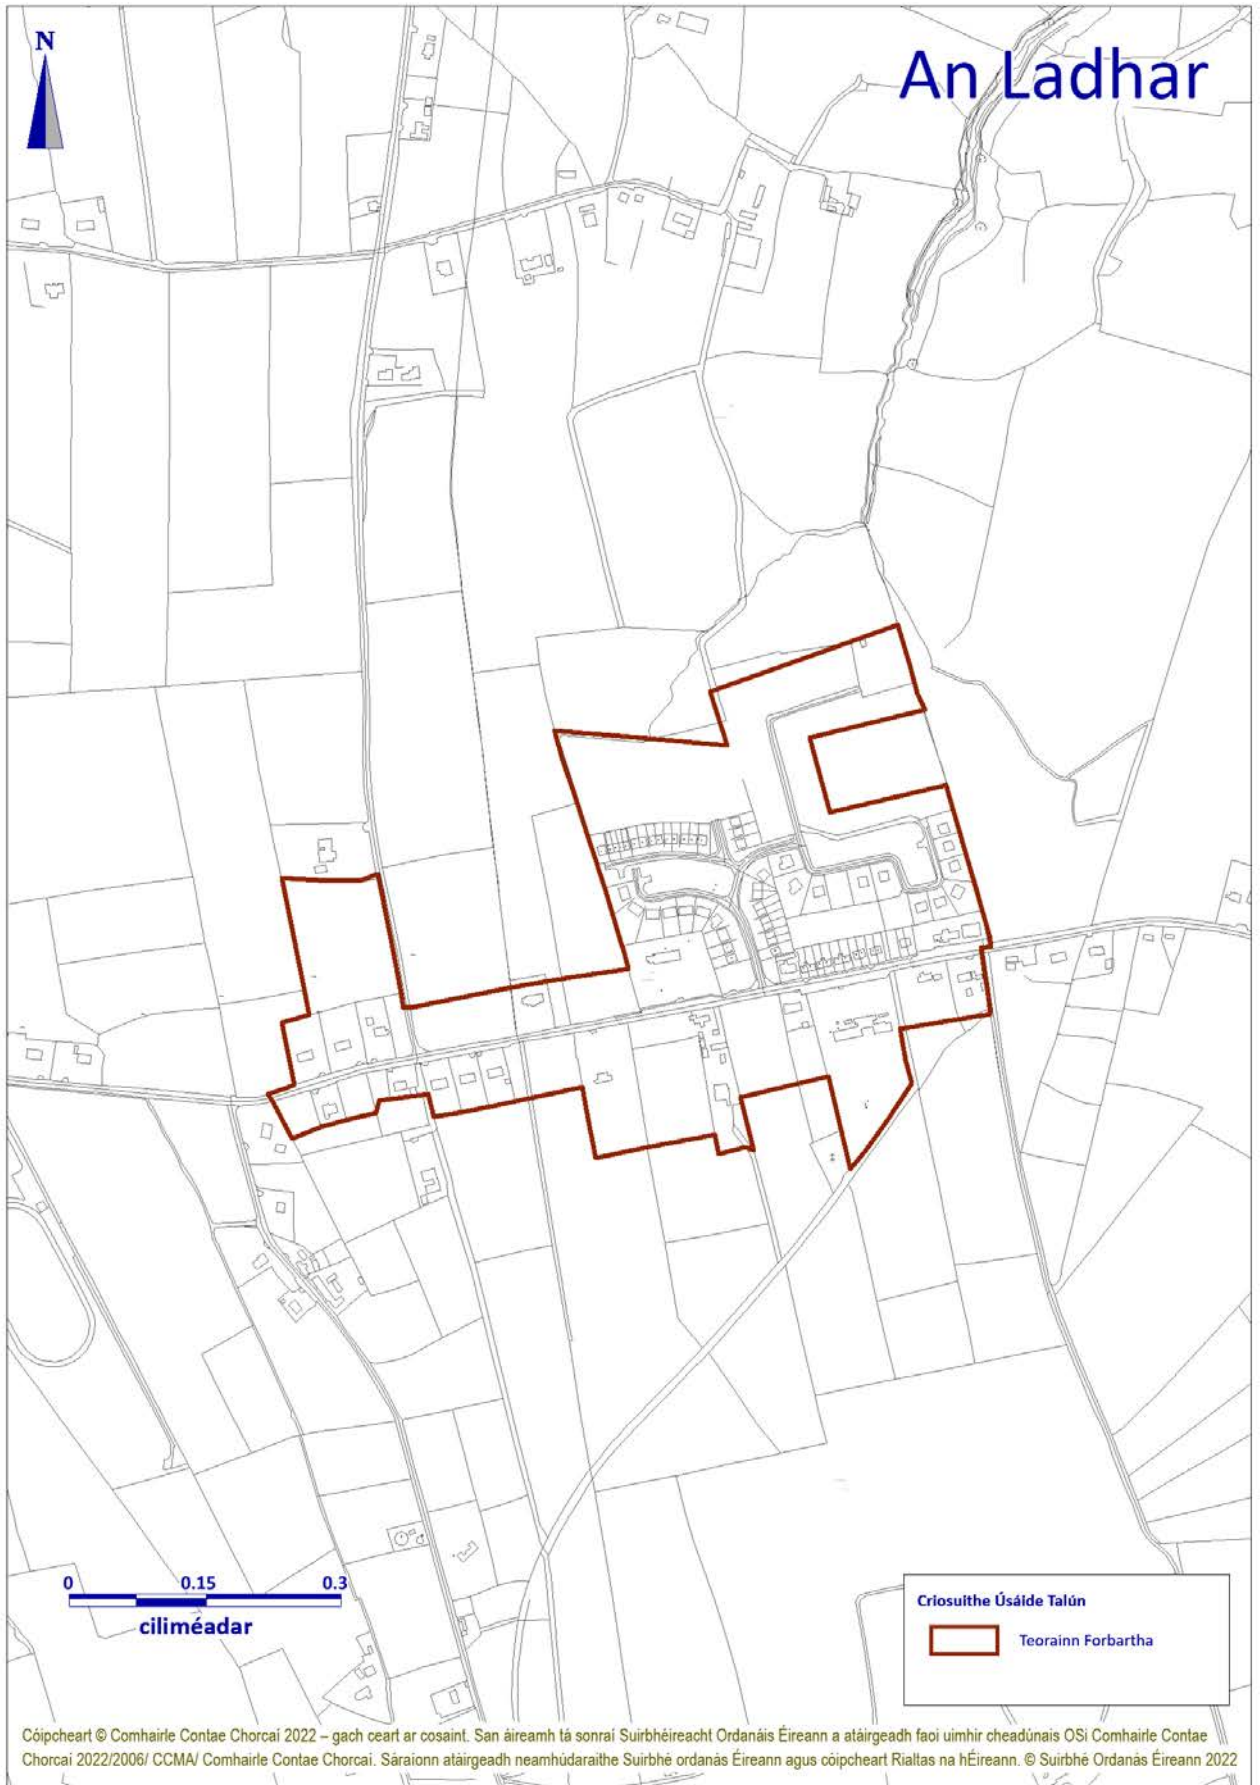 N
An Ladhar
0 0.15 0.3
ciliméadar
Criosuithe Úsáide Talún
Teorainn Forbartha
Cóipcheart © Comhairle Contae Chorcaí 2022 – gach ceart ar cosaint. San áireamh tá sonraí Suirbhéireacht Ordanáis Éireann a atáirgeadh faoi uimhir cheadúnais OSi Comhairle Contae
Chorcaí 2022/2006/ CCMA/ Comhairle Contae Chorcaí. Sáraíonn atáirgeadh neamhúdaraithe Suirbhé ordanás Éireann agus cóipcheart Rialtas na hÉireann. © Suirbhé Ordanás Éireann 2022